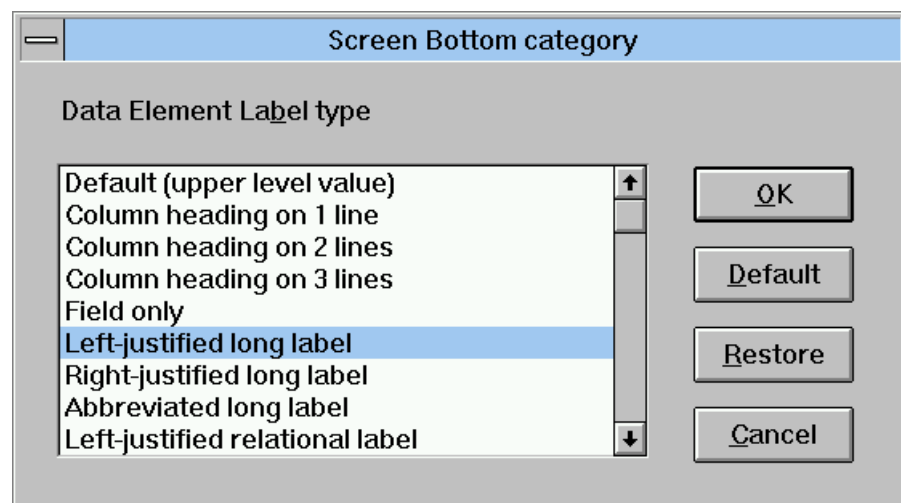 Screen Bottom category
Data Element Label type
Default (upper level value)
Column heading on 1 line
Column heading on 2 lines
Column heading on 3 lines
Field only
Left-justified long label
Right-justified long label
Abbreviated long label
Left-justified relational label
OK
Default
Restore
Cancel